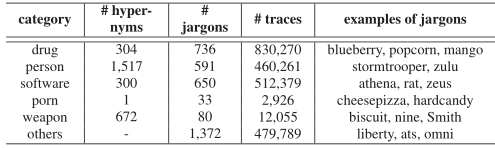 category # hyper-nyms # jargons # traces examples of jargons
drug 304 736 830,270 blueberry, popcorn, mango
person 1,517 591 460,261 stormtrooper, zulu
software 300 650 512,379 athena, rat, zeus
porn 1 33 2,926 cheesepizza, hardcandy
weapon 672 80 12,055 biscuit, nine, Smith
others - 1,372 479,789 liberty, ats, omni